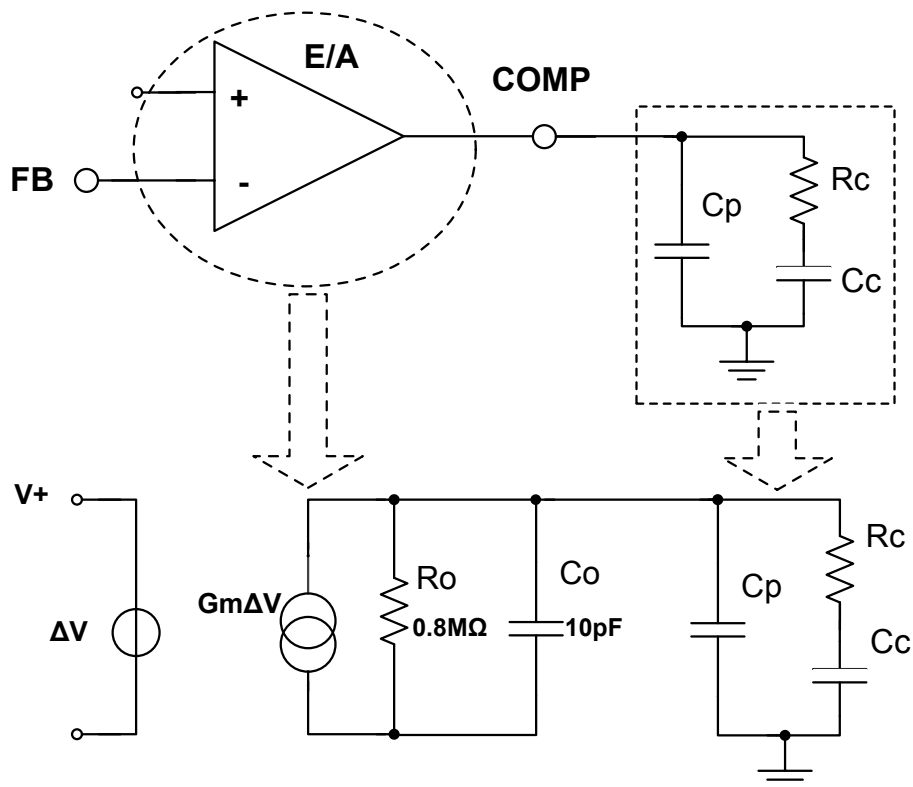 E/A
COMP
+
FB
-
Rc
Cp
Cc
V+
ΔV
GmΔV
Ro
0.8MΩ
Co
10pF
Cp
Rc
Cc